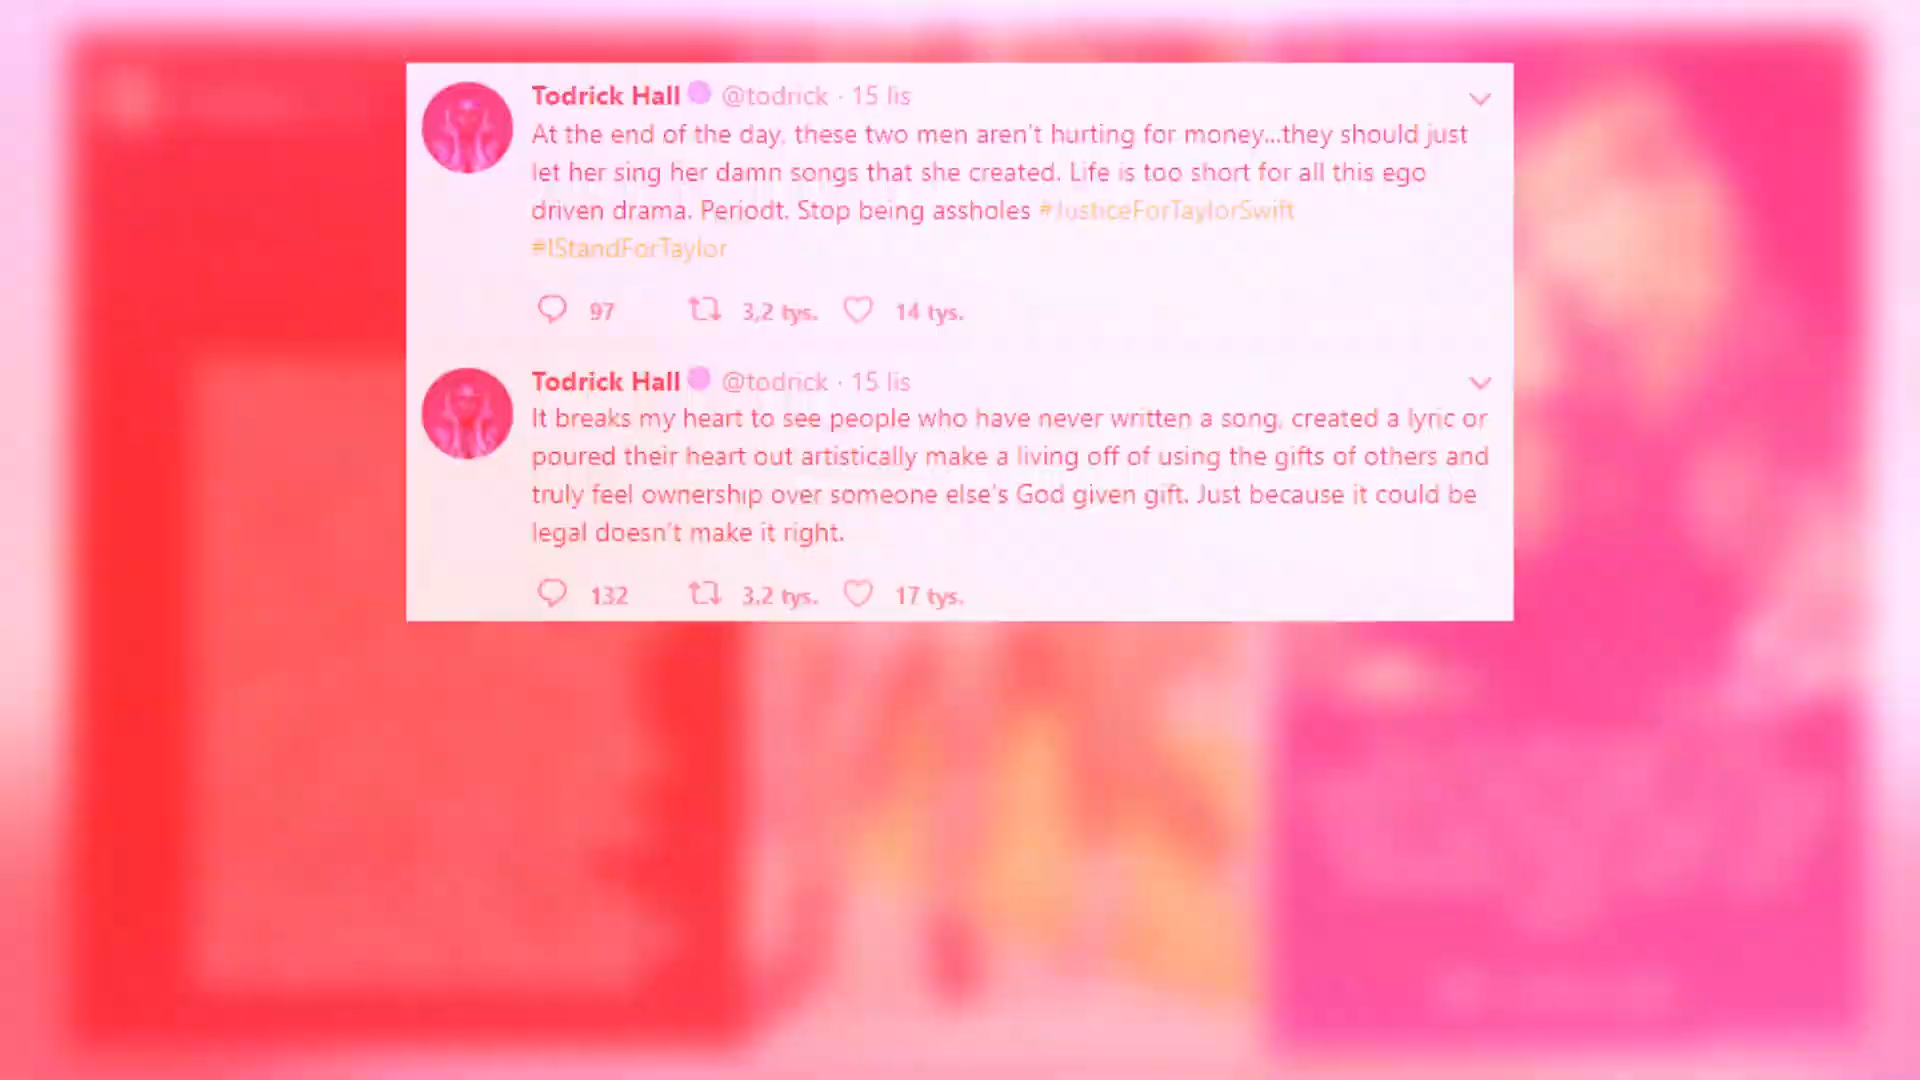 Todrick Hall @todrick · 15 lis
At the end of the day, these two men aren't hurting for money...they should just
let her sing her damn songs that she created. Life is too short for all this ego
driven drama. Periodt. Stop being assholes #JusticeForTaylorSwift
#IStandForTaylor
97 3,2 tys. 14 tys.
Todrick Hall @todrick · 15 lis
It breaks my heart to see people who have never written a song, created a lyric or
poured their heart out artistically make a living off of using the gifts of others and
truly feel ownership over someone else's God given gift. Just because it could be
legal doesn't make it right.
132 3,2 tys. 17 tys.